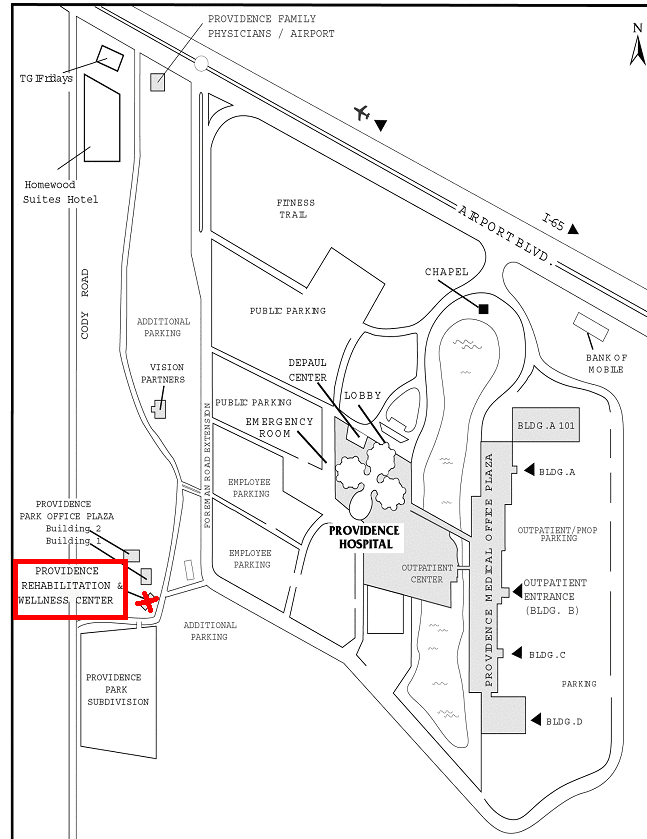 PROVIDENCE FAMILY
PHYSICIANS / AIRPORT
N
TGIFridays
Homewood
Suites Hotel
CODY ROAD
FITNESS
TRAIL
AIRPORT BLVD.
I-65
CHAPEL
ADDITIONAL
PARKING
PUBLIC PARKING
BANK OF
MOBILE
VISION
PARTNERS
DEPAUL
CENTER
LOBBY
PUBLIC PARKING
EMERGENCY
ROOM
FOREMAN ROAD EXTENSION
BLDG. A 101
BLDG. A
EMPLOYEE
PARKING
PROVIDENCE MEDICAL OFFICE PLAZA
PROVIDENCE
PARK OFFICE PLAZA
Building 2
Building 1
PROVIDENCE
HOSPITAL
OUTPATIENT/PMOP
PARKING
EMPLOYEE
PARKING
OUTPATIENT
CENTER
PROVIDENCE
REHABILITATION &
WELLNESS CENTER
OUTPATIENT
ENTRANCE
(BLDG. B)
ADDITIONAL
PARKING
BLDG. C
PROVIDENCE
PARK
SUBDIVISION
PARKING
BLDG. D